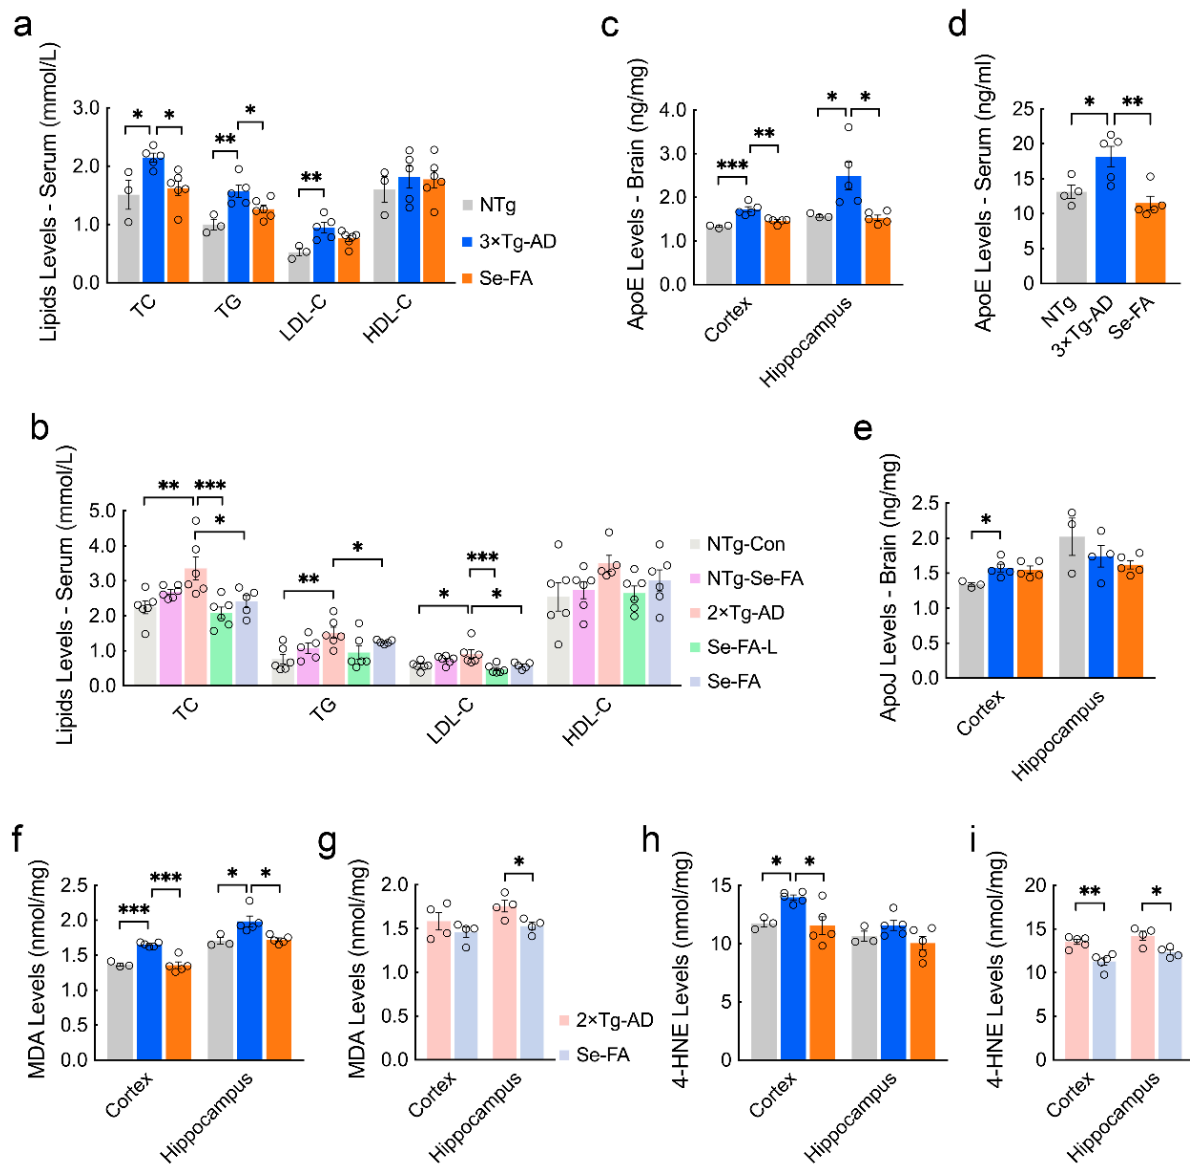 a
Lipids Levels - Serum (mmol/L)
3.0
2.0
1.0
0.0
* *
** *
**
TC
TG
LDL-C
HDL-C
NTg
3×Tg-AD
Se-FA
c
ApoE Levels - Brain (ng/mg)
4.0
3.0
2.0
1.0
0.0
*** **
* *
Cortex
Hippocampus
d
ApoE Levels - Serum (ng/ml)
25
20
15
10
5
0
* **
NTg
3×Tg-AD
Se-FA
b
Lipids Levels - Serum (mmol/L)
5.0
4.0
3.0
2.0
1.0
0.0
** ***
*
** *
***
* *
TC
TG
LDL-C
HDL-C
NTg-Con
NTg-Se-FA
2×Tg-AD
Se-FA-L
Se-FA
e
ApoJ Levels - Brain (ng/mg)
2.5
2.0
1.5
1.0
0.5
0.0
*
Cortex
Hippocampus
f
MDA Levels (nmol/mg)
2.5
2.0
1.5
1.0
0.5
0.0
*** ***
* *
Cortex
Hippocampus
g
MDA Levels (nmol/mg)
2.0
1.5
1.0
0.5
0.0
*
Cortex
Hippocampus
2×Tg-AD
Se-FA
h
4-HNE Levels (nmol/mg)
15
10
5
0
* *
Cortex
Hippocampus
i
4-HNE Levels (nmol/mg)
20
15
10
5
0
** *
Cortex
Hippocampus